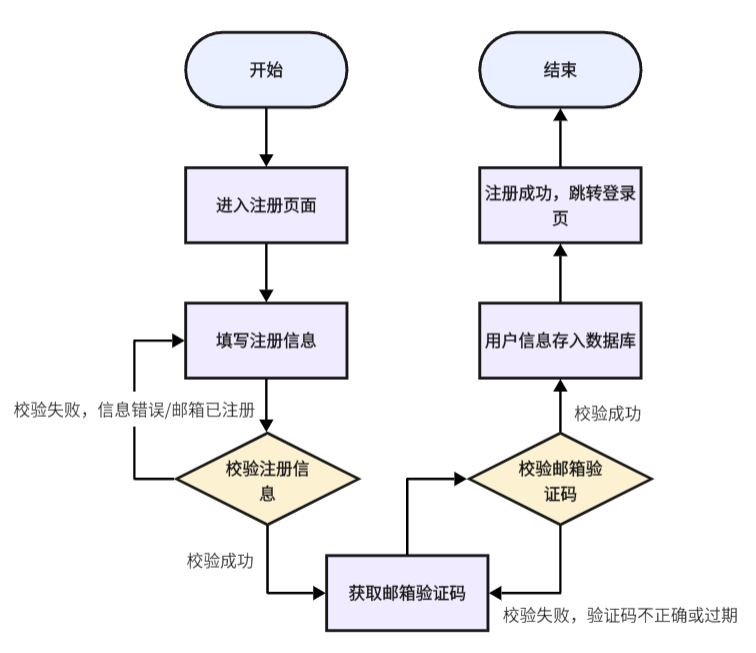 开始
进入注册页面
填写注册信息
校验失败，信息错误/邮箱已注册
校验注册信
息
校验成功
获取邮箱验证码
校验邮箱验
证码
校验失败，验证码不正确或过期
校验成功
用户信息存入数据库
注册成功，跳转登录
页
结束